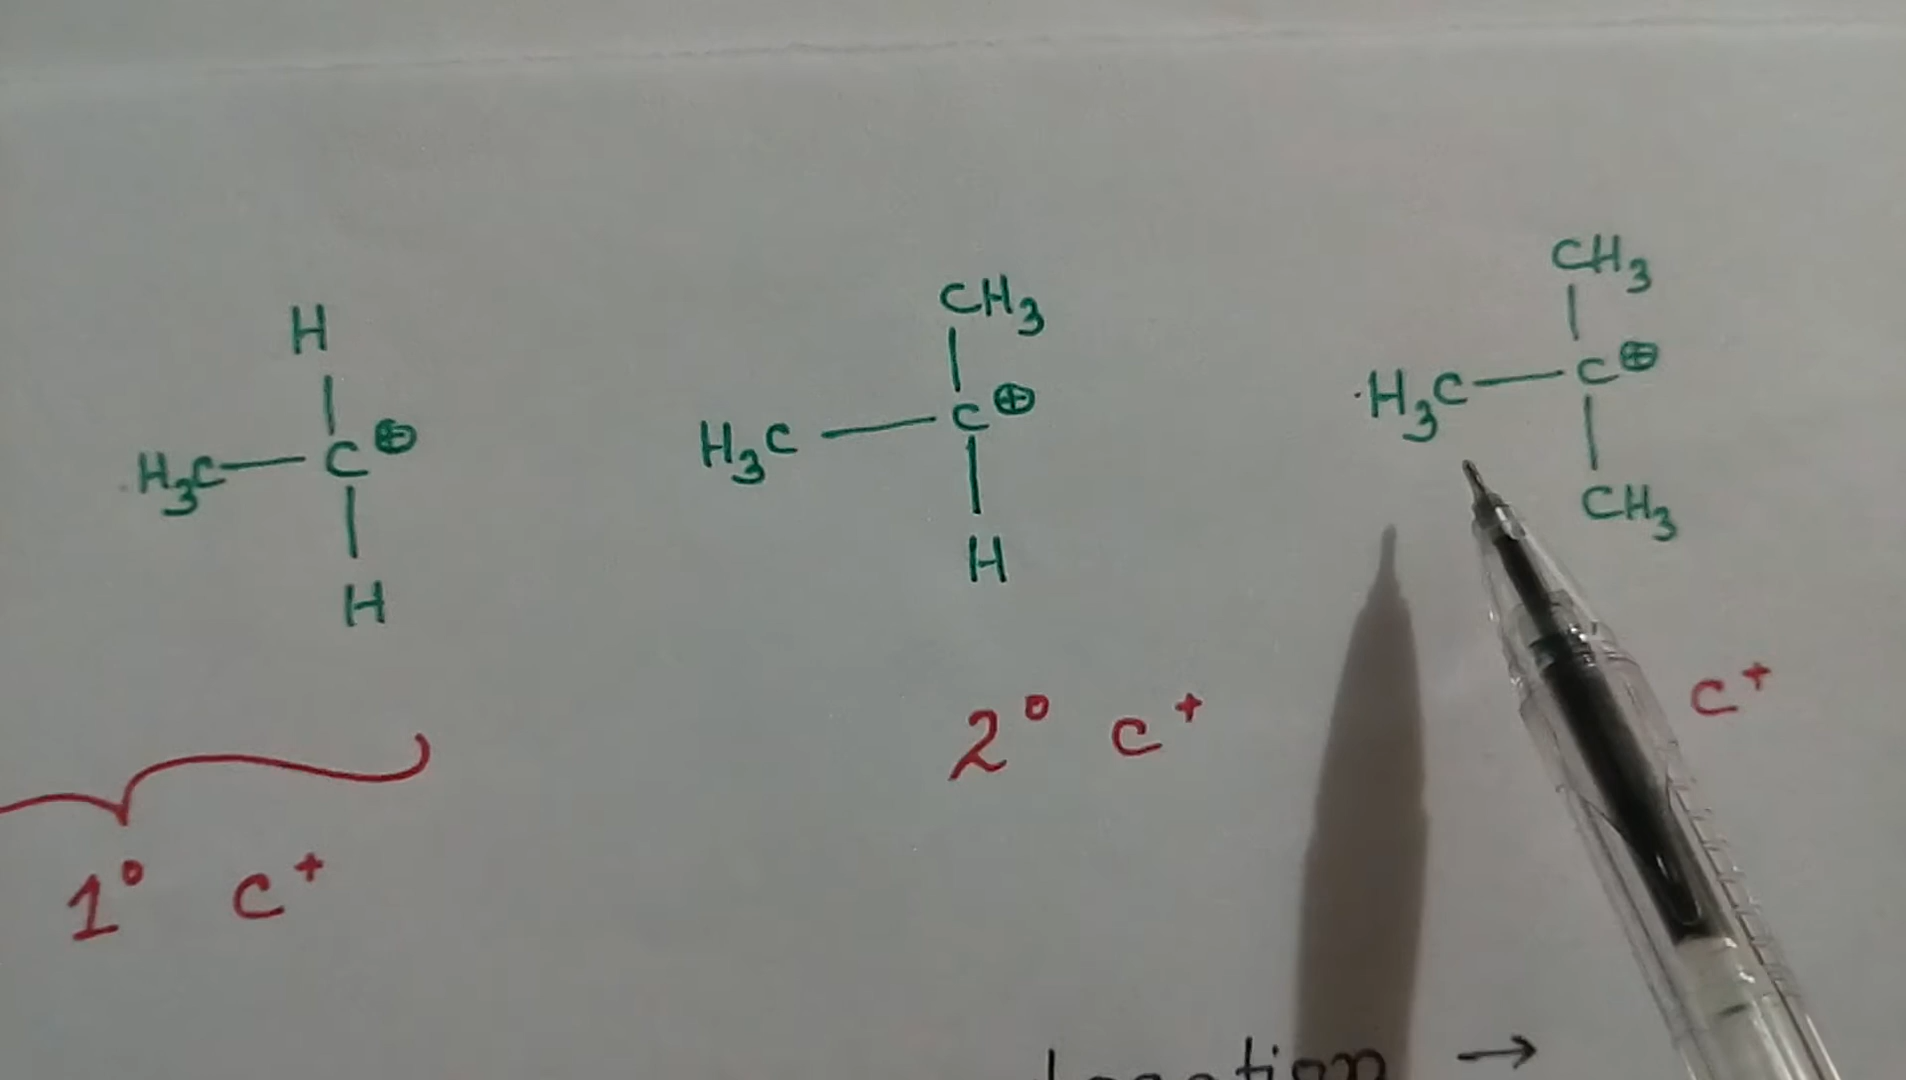 H
H₃C — C⊕
H
CH₃
H₃C — C⊕
H
CH₃
H₃C — C⊕
CH₃
1° C⁺
2° C⁺
C⁺
→